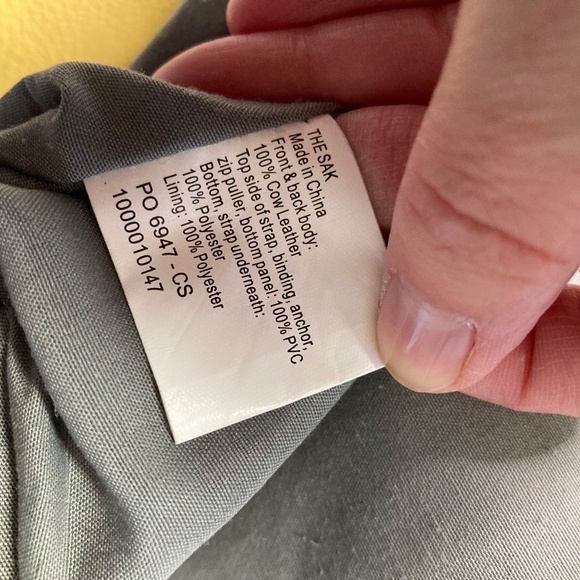 THE SAK
Made in China
Front & back body:
100% Cow Leather
Top side of strap, binding, anchor,
zip puller, bottom panel: 100% PVC
Bottom, strap underneath:
100% Polyester
Lining: 100% Polyester
PO 6947 - CS
1000010147